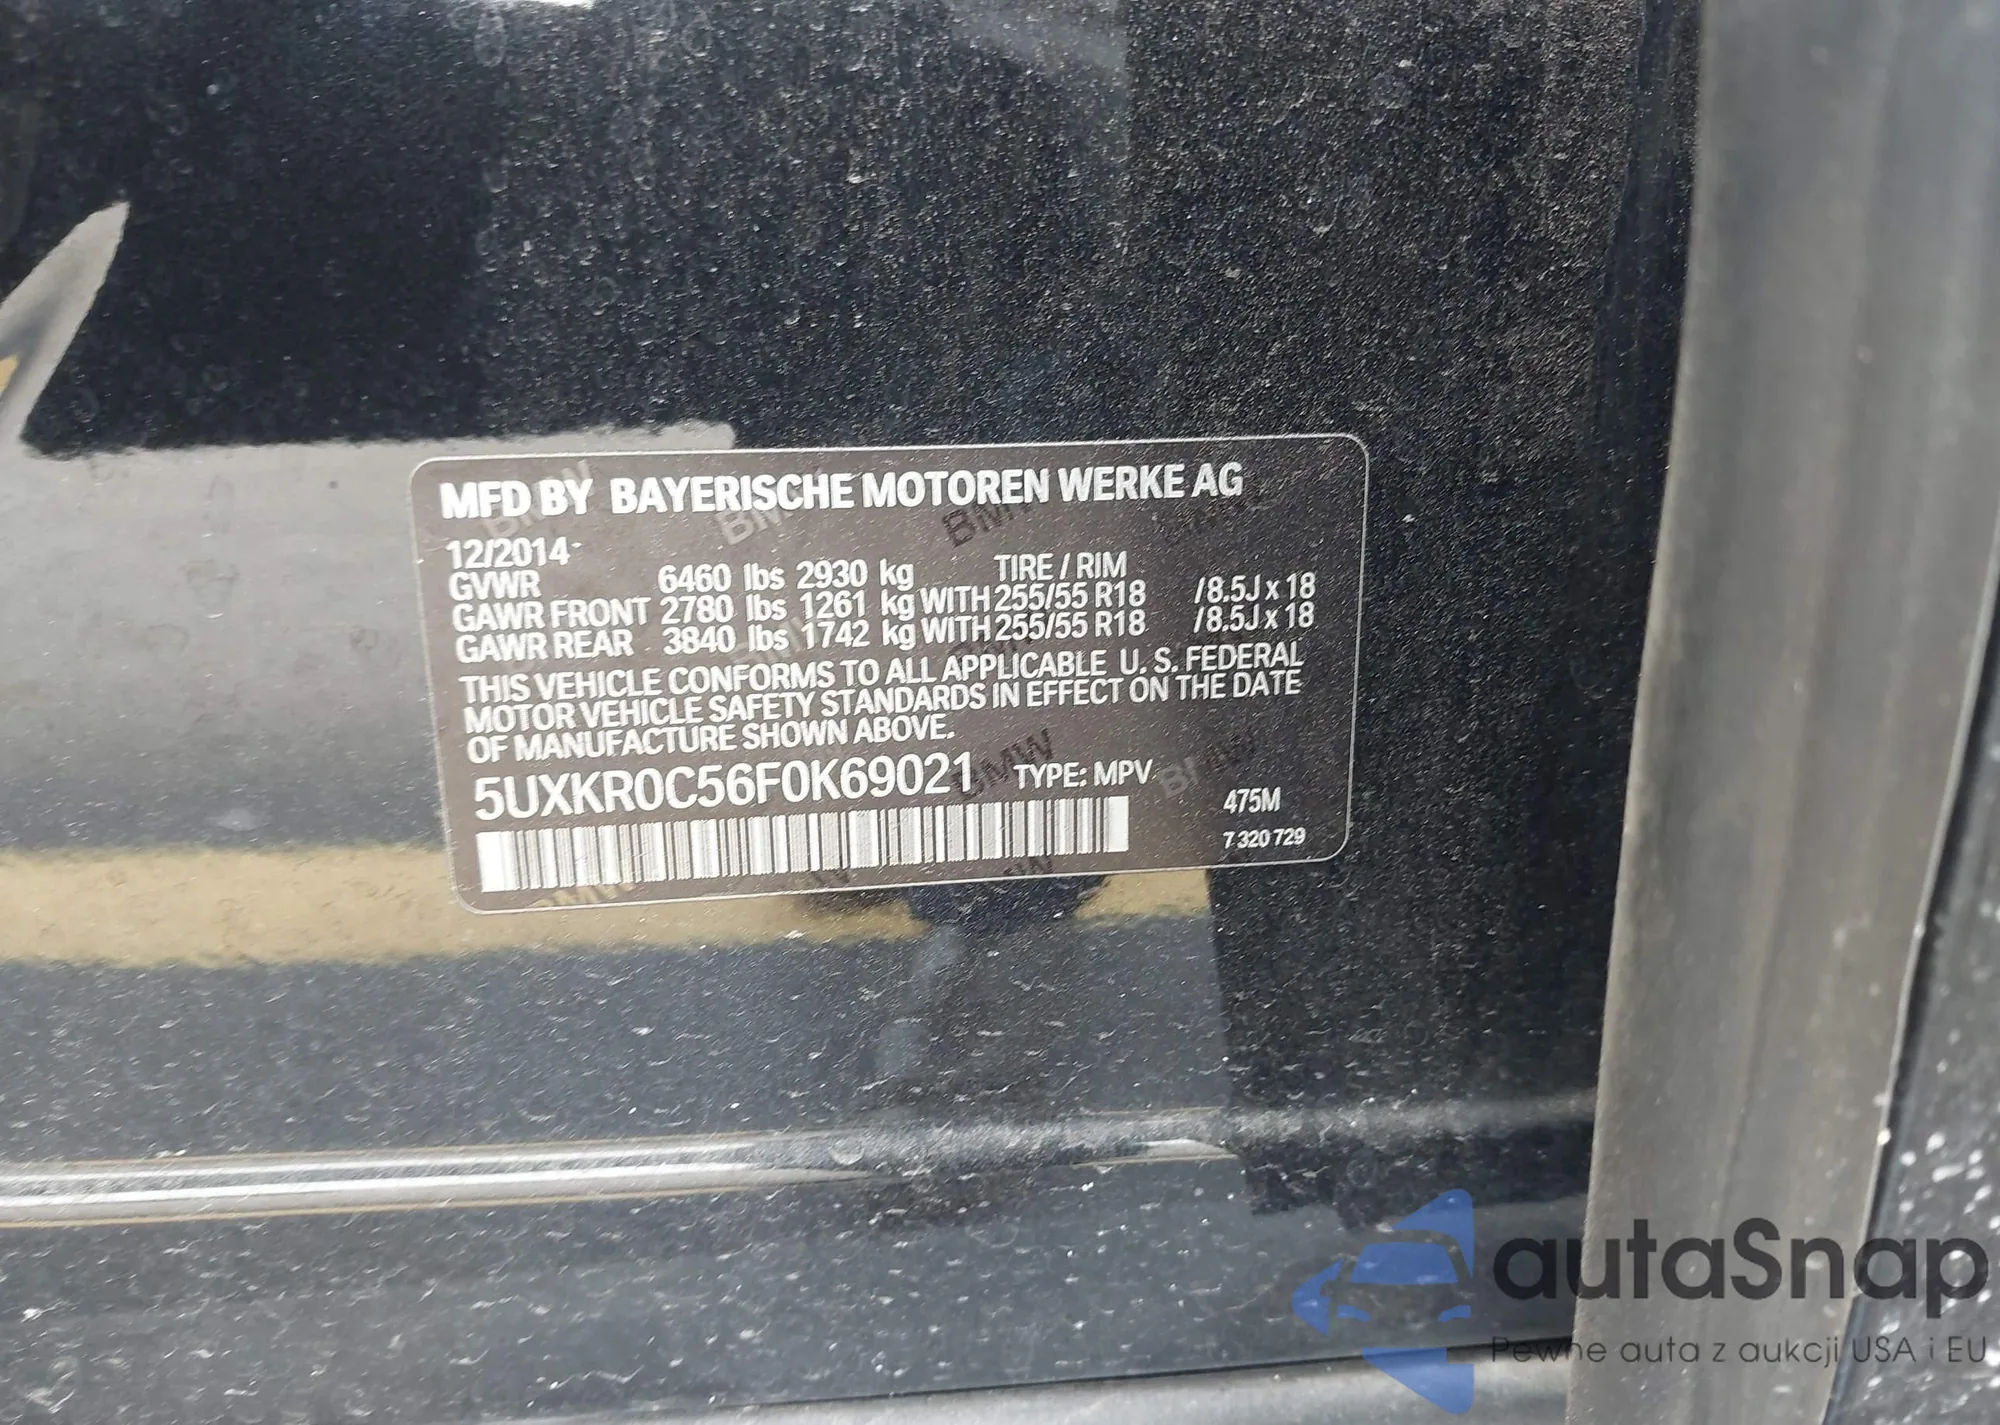 MFD BY BAYERISCHE MOTOREN WERKE AG
12/2014
GVWR 6460 lbs 2930 kg TIRE / RIM
GAWR FRONT 2780 lbs 1261 kg WITH 255/55 R18 /8.5J x 18
GAWR REAR 3840 lbs 1742 kg WITH 255/55 R18 /8.5J x 18
THIS VEHICLE CONFORMS TO ALL APPLICABLE U. S. FEDERAL
MOTOR VEHICLE SAFETY STANDARDS IN EFFECT ON THE DATE
OF MANUFACTURE SHOWN ABOVE.
5UXKR0C56F0K69021 TYPE: MPV
475M
7 320 729
autaSnap
Pewne auta z aukcji USA i EU